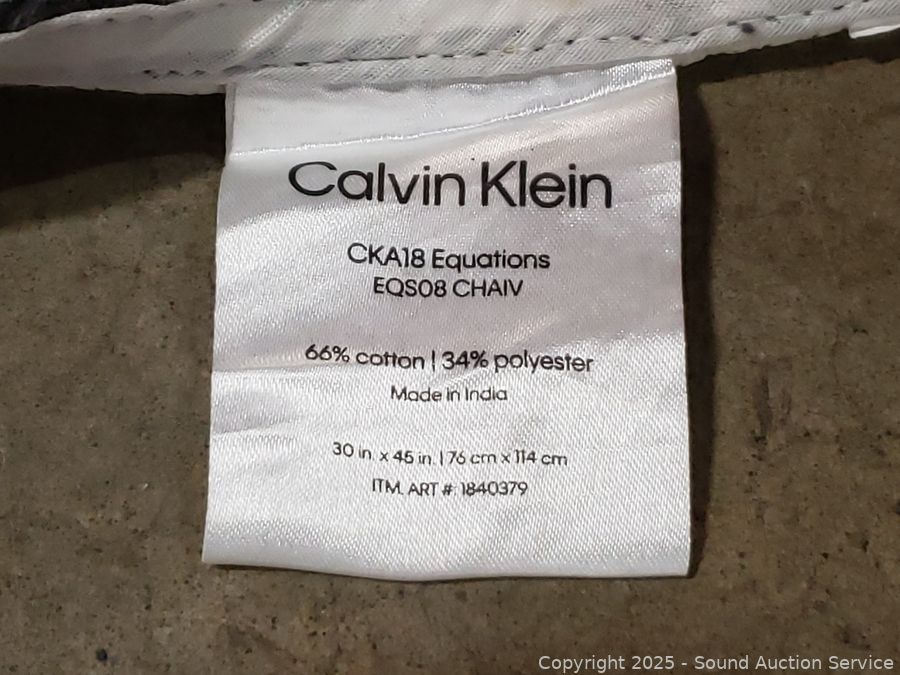 Calvin Klein
CKA18 Equations
EQS08 CHAIV
66% cotton | 34% polyester
Made in India
30 in. x 45 in. | 76 cm x 114 cm
ITM. ART #: 1840379
Copyright 2025 - Sound Auction Service